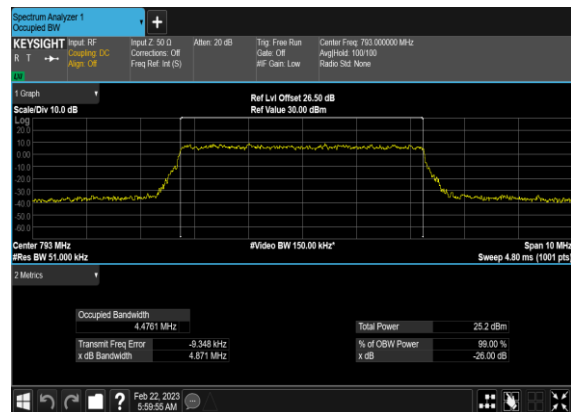 Spectrum Analyzer 1
Occupied BW
KEYSIGHT Input: RF Input Z: 50 Ω Atten: 20 dB Trig: Free Run Center Freq: 793.000000 MHz
R T Coupling: DC Corrections: Off Gate: Off Avg|Hold: 100/100
Align: Off Freq Ref: Int (S) #IF Gain: Low Radio Std: None
1 Graph
Ref Lvl Offset 26.50 dB
Scale/Div 10.0 dB Ref Value 30.00 dBm
Log
20.0
10.0
0.00
-10.0
-20.0
-30.0
-40.0
-50.0
-60.0
Center 793 MHz #Video BW 150.00 kHz* Span 10 MHz
#Res BW 51.000 kHz Sweep 4.80 ms (1001 pts)
2 Metrics
Occupied Bandwidth
4.4761 MHz Total Power 25.2 dBm
Transmit Freq Error -9.348 kHz % of OBW Power 99.00 %
x dB Bandwidth 4.871 MHz x dB -26.00 dB
Feb 22, 2023
5:59:55 AM